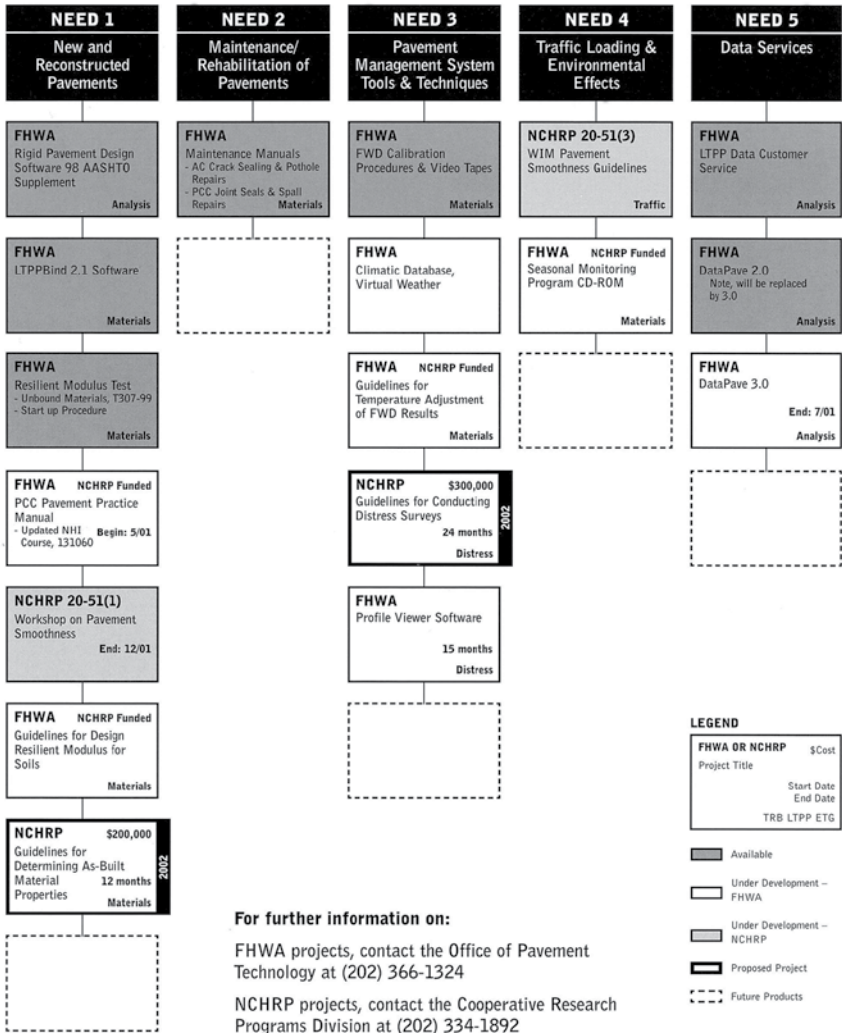 NEED 1
New and
Reconstructed
Pavements
FHWA
Rigid Pavement Design
Software 98 AASHTO
Supplement
Analysis
FHWA
LTPPBind 2.1 Software
Materials
FHWA
Resilient Modulus Test
- Unbound Materials, T307-99
- Start up Procedure
Materials
FHWA NCHRP Funded
PCC Pavement Practice
Manual
- Updated NHI Begin: 5/01
Course, 131060
NCHRP 20-51(1)
Workshop on Pavement
Smoothness
End: 12/01
FHWA NCHRP Funded
Guidelines for Design
Resilient Modulus for
Soils
Materials
NCHRP $200,000
Guidelines for
Determining As-Built
Material 12 months
Properties
Materials
2002
NEED 2
Maintenance/
Rehabilitation of
Pavements
FHWA
Maintenance Manuals
- AC Crack Sealing & Pothole
Repairs
- PCC Joint Seals & Spall
Repairs Materials
NEED 3
Pavement
Management System
Tools & Techniques
FHWA
FWD Calibration
Procedures & Video Tapes
Materials
FHWA
Climatic Database,
Virtual Weather
FHWA NCHRP Funded
Guidelines for
Temperature Adjustment
of FWD Results
Materials
NCHRP $300,000
Guidelines for Conducting
Distress Surveys
24 months
Distress
2002
FHWA
Profile Viewer Software
15 months
Distress
NEED 4
Traffic Loading &
Environmental
Effects
NCHRP 20-51(3)
WIM Pavement
Smoothness Guidelines
Traffic
FHWA NCHRP Funded
Seasonal Monitoring
Program CD-ROM
Materials
NEED 5
Data Services
FHWA
LTPP Data Customer
Service
Analysis
FHWA
DataPave 2.0
Note, will be replaced
by 3.0
Analysis
FHWA
DataPave 3.0
End: 7/01
Analysis
LEGEND
FHWA OR NCHRP $Cost
Project Title
Start Date
End Date
TRB LTPP ETG
Available
Under Development –
FHWA
Under Development –
NCHRP
Proposed Project
Future Products
For further information on:
FHWA projects, contact the Office of Pavement
Technology at (202) 366-1324
NCHRP projects, contact the Cooperative Research
Programs Division at (202) 334-1892